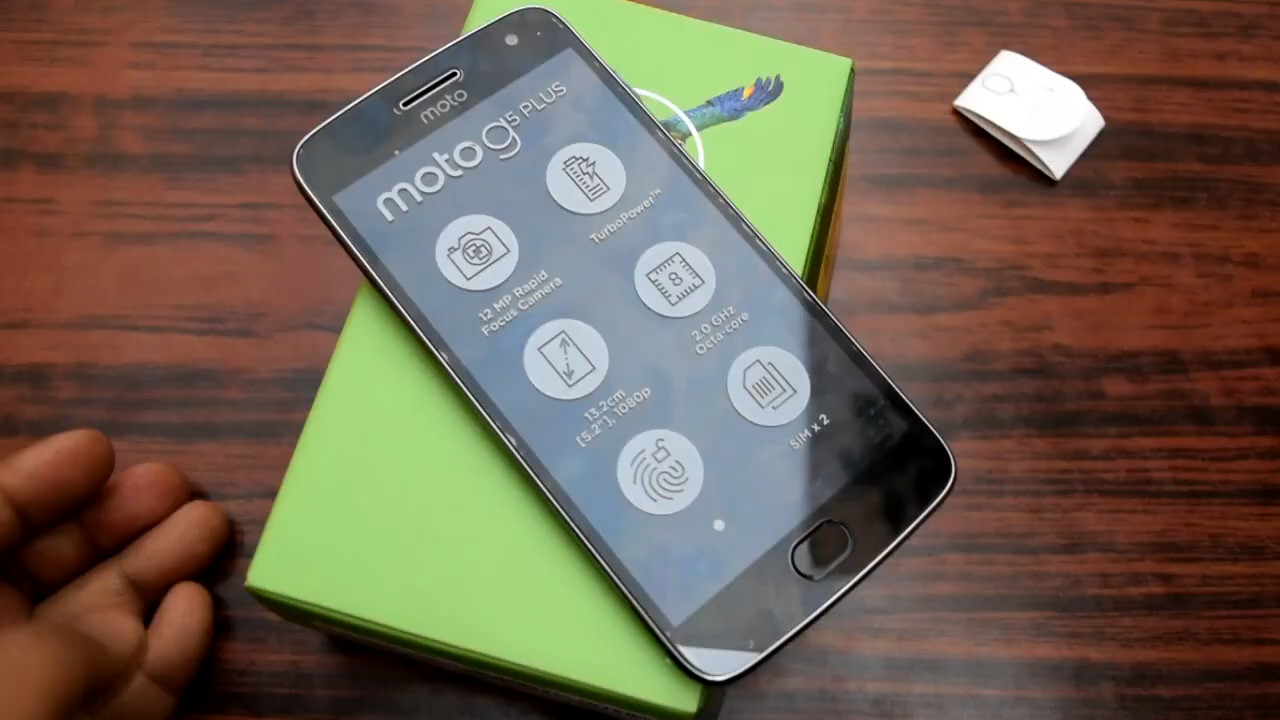 moto
moto g5 PLUS
TurboPower™
12 MP Rapid
Focus Camera
2.0 GHz
Octa-core
13.2cm
(5.2"), 1080p
SIM x 2
8